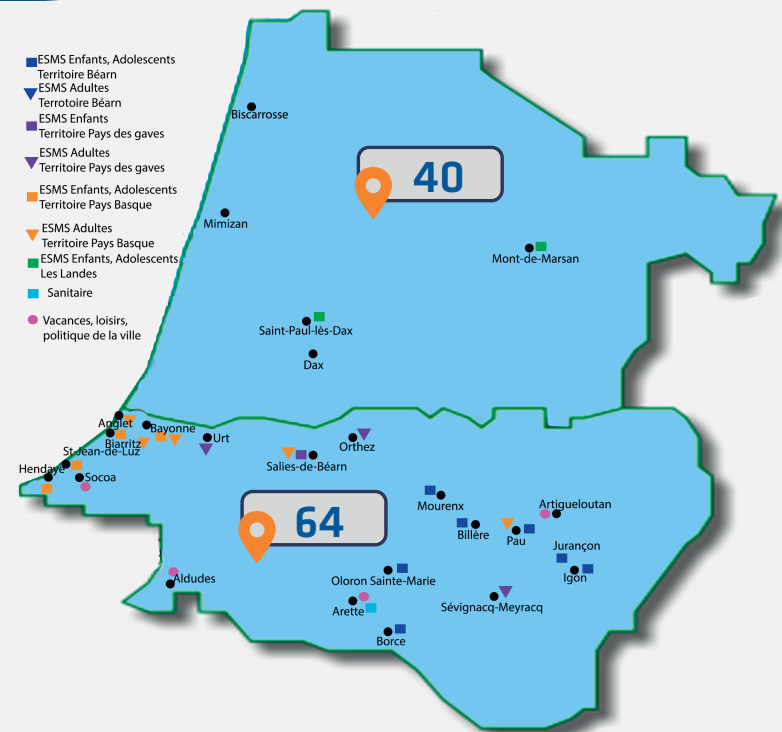 ESMS Enfants, Adolescents
Territoire Béarn
ESMS Adultes
Terrotoire Béarn
ESMS Enfants
Territoire Pays des gaves
ESMS Adultes
Territoire Pays des gaves
ESMS Enfants, Adolescents
Territoire Pays Basque
ESMS Adultes
Territoire Pays Basque
ESMS Enfants, Adolescents
Les Landes
Sanitaire
Vacances, loisirs,
politique de la ville
Biscarrosse
40
Mimizan
Mont-de-Marsan
Saint-Paul-lès-Dax
Dax
Anglet
Bayonne
Biarritz
Urt
St-Jean-de-Luz
Orthez
Salies-de-Béarn
Hendaye
Socoa
64
Mourenx
Artigueloutan
Billère
Pau
Jurançon
Igon
Aldudes
Oloron Sainte-Marie
Arette
Sévignacq-Meyracq
Borce